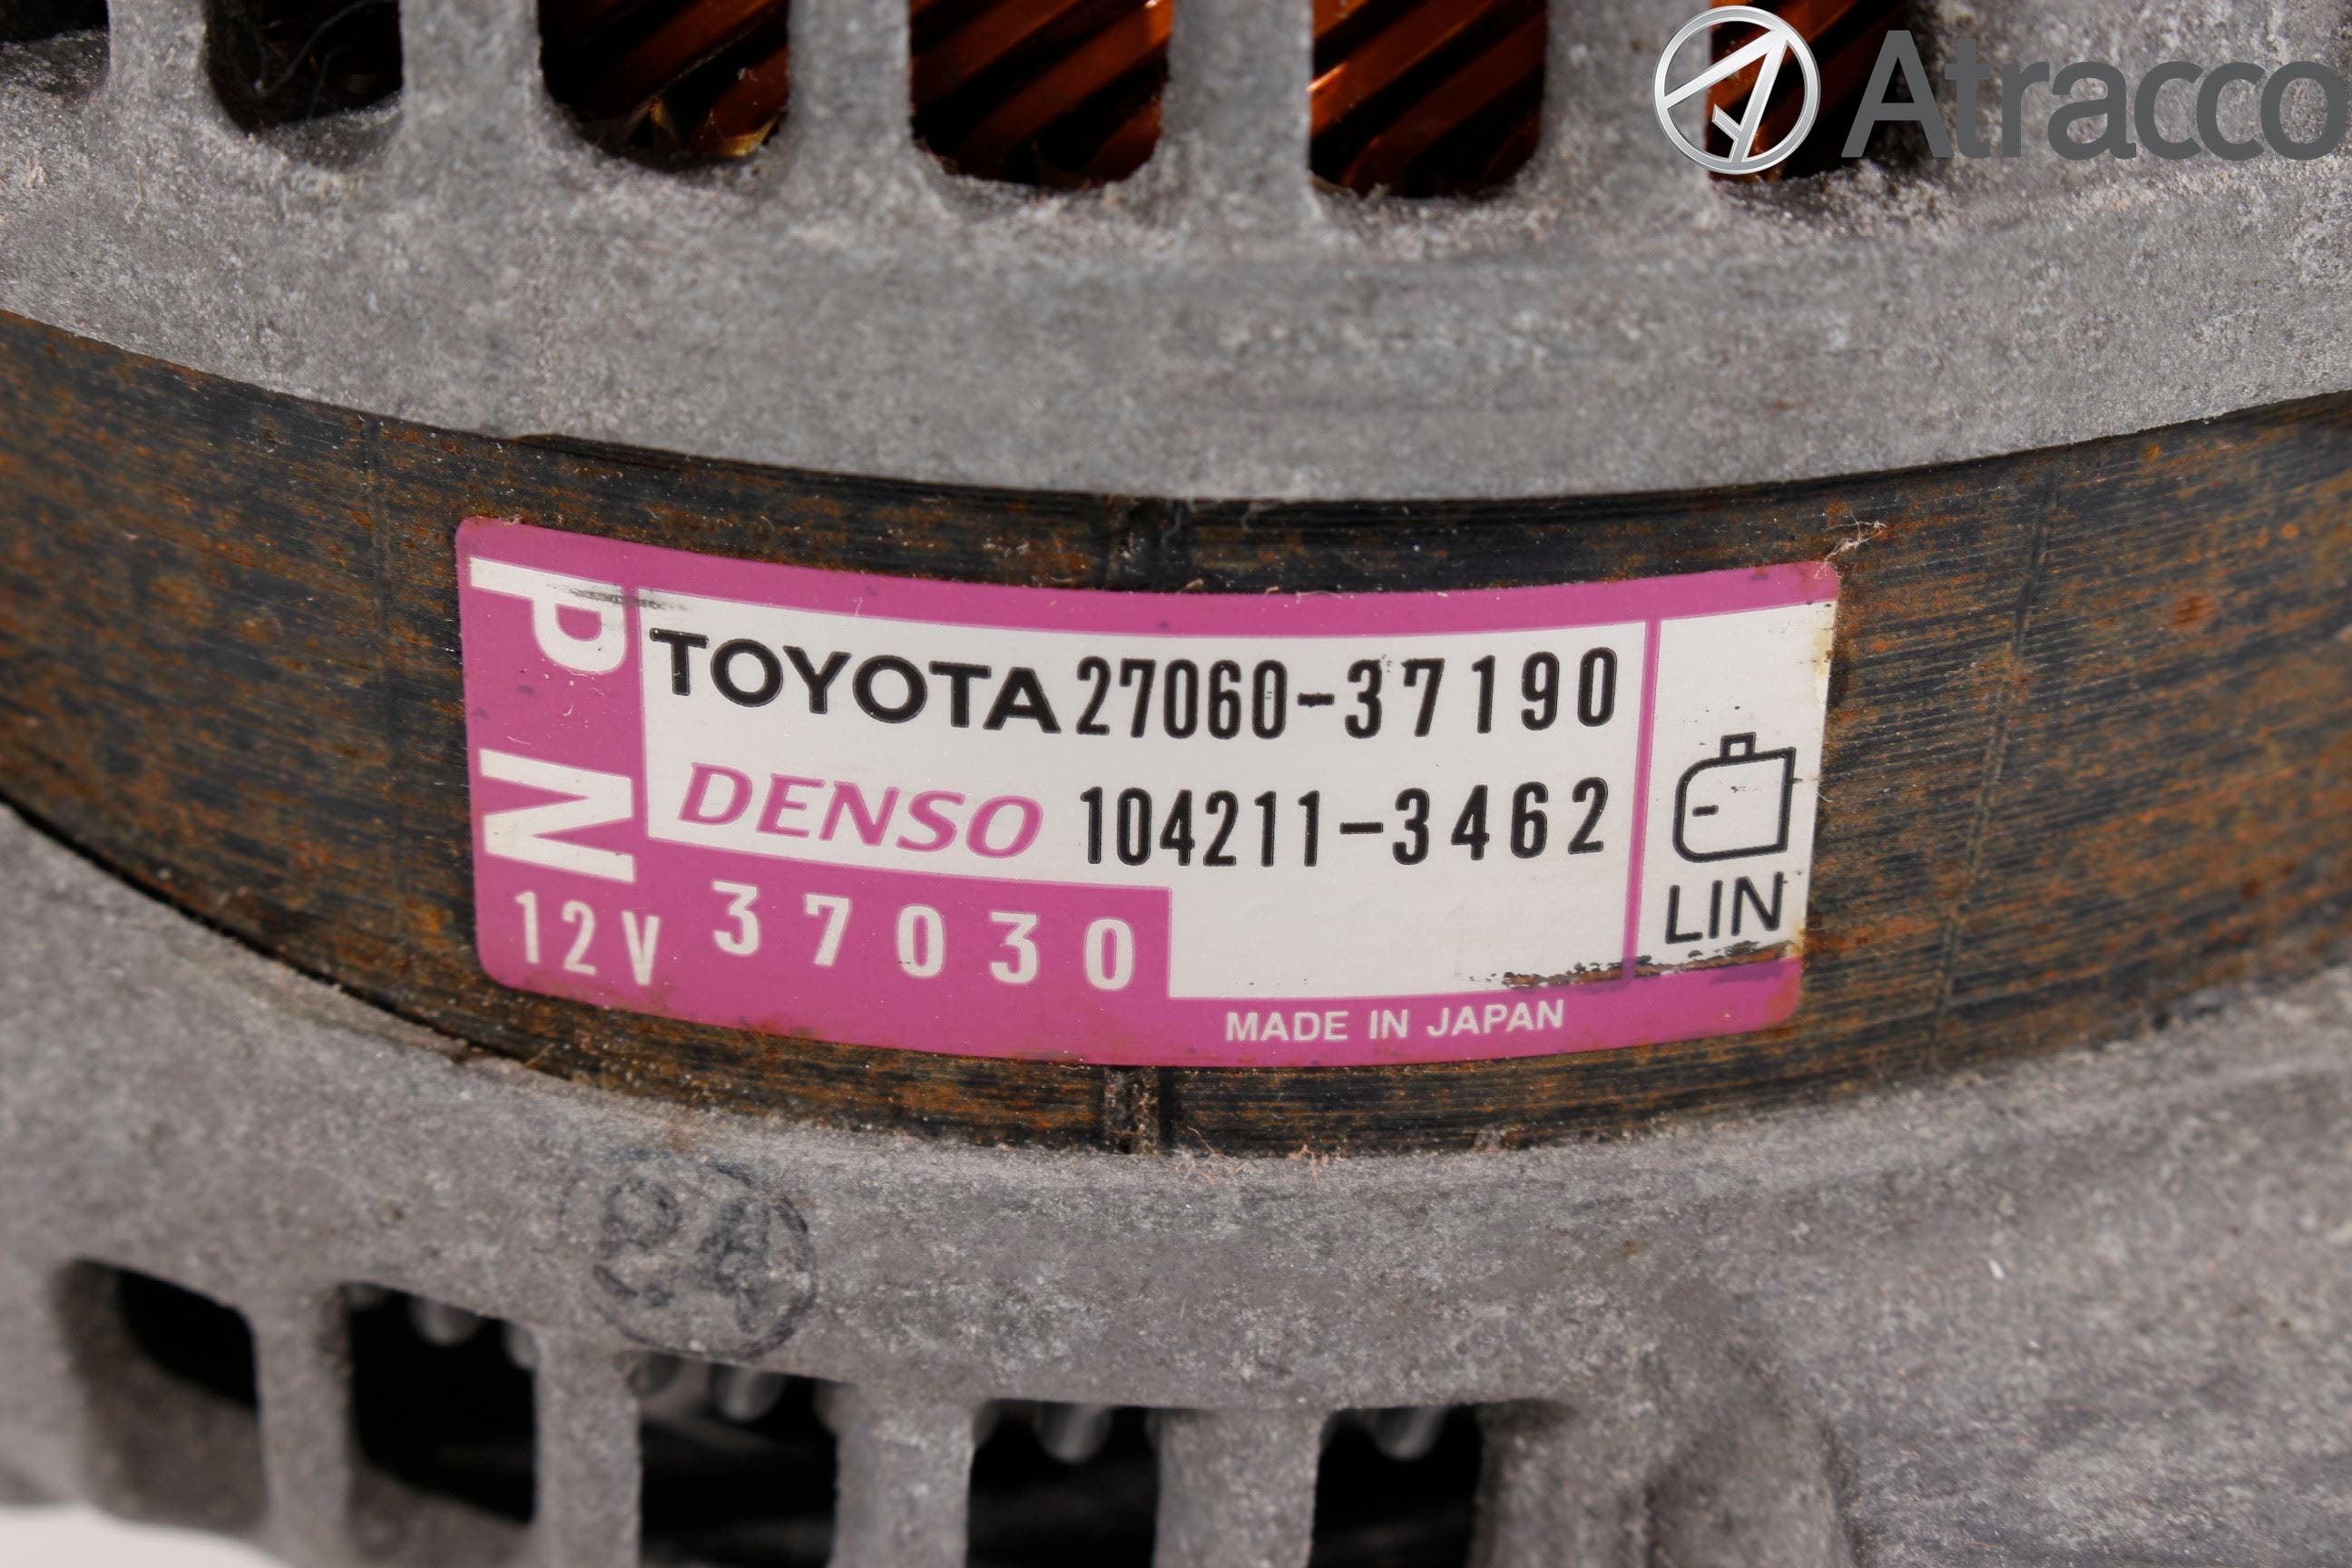 Atracco
P N
TOYOTA 27060-37190
DENSO 104211-3462
LIN
12V 37030
MADE IN JAPAN